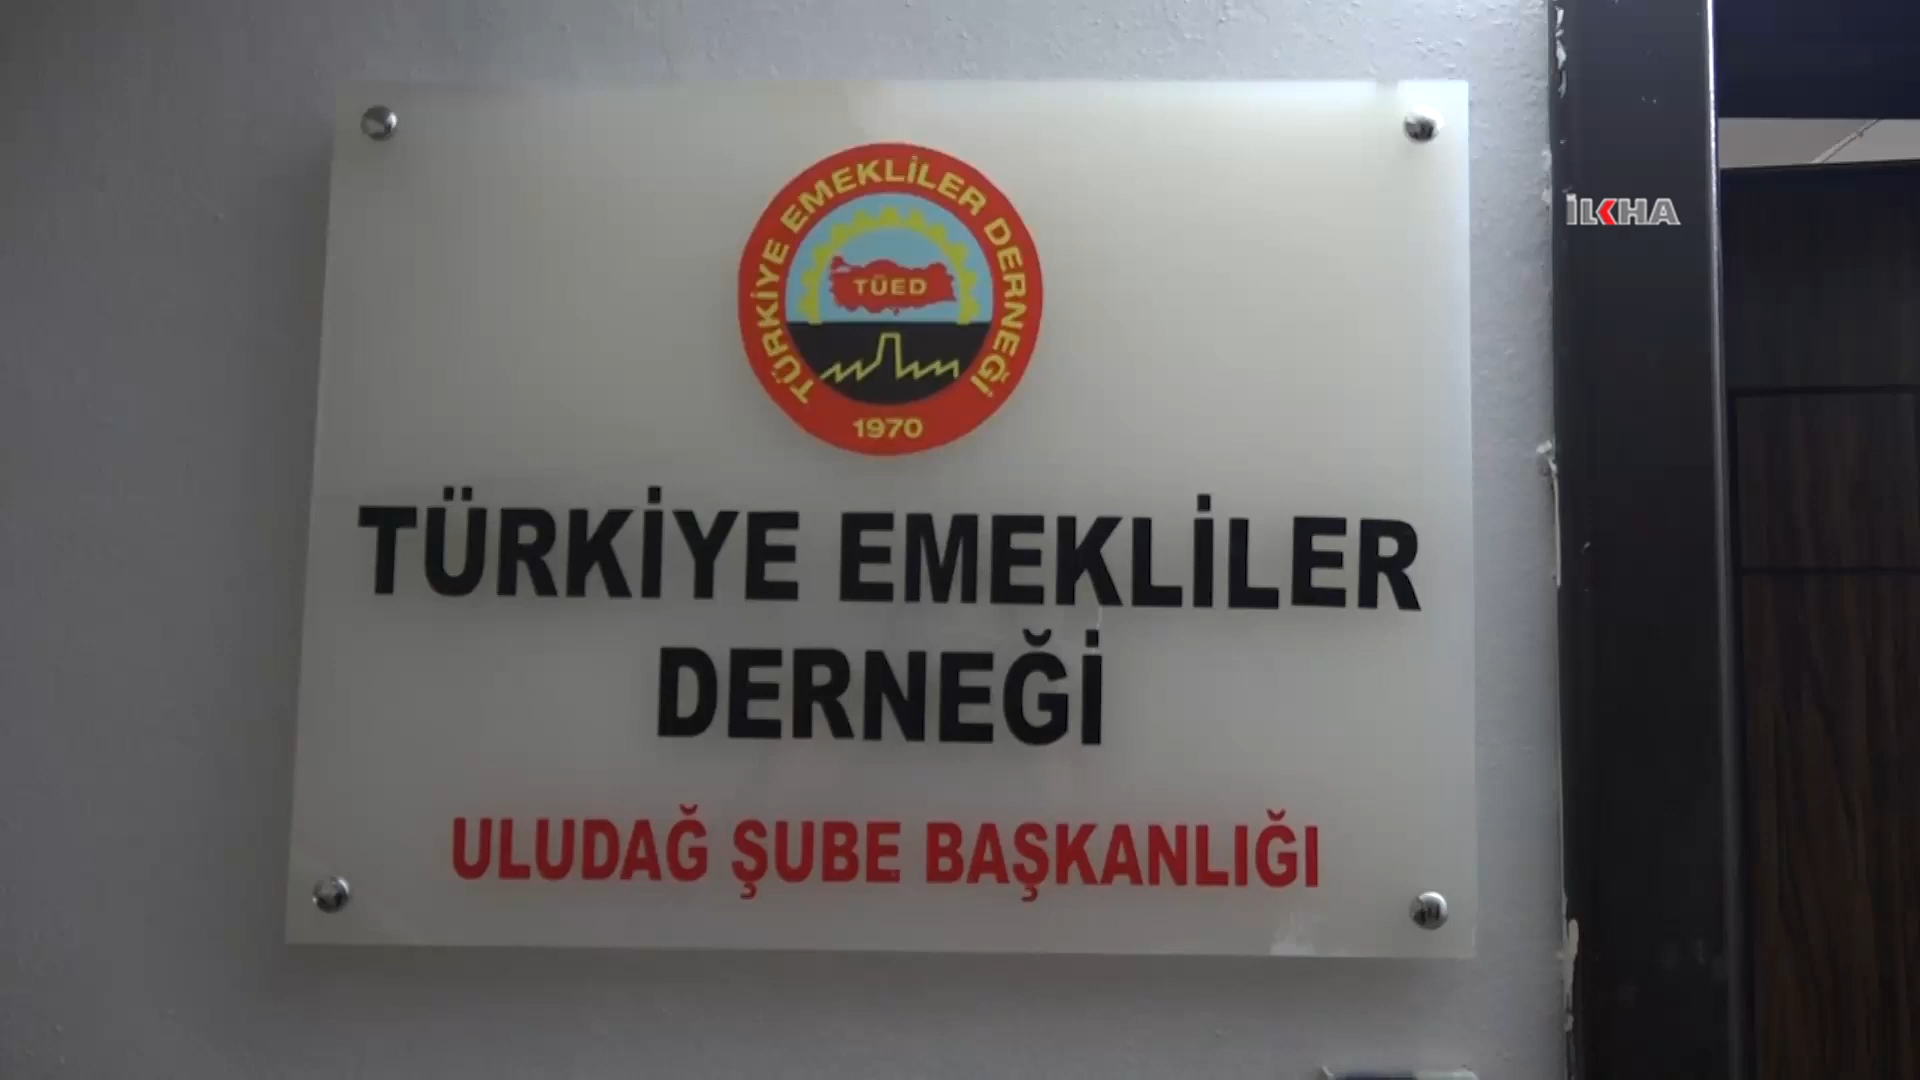 TÜRKİYE EMEKLİLER DERNEĞİ
TÜED
1970
İLKHA
TÜRKİYE EMEKLİLER
DERNEĞİ
ULUDAĞ ŞUBE BAŞKANLIĞI